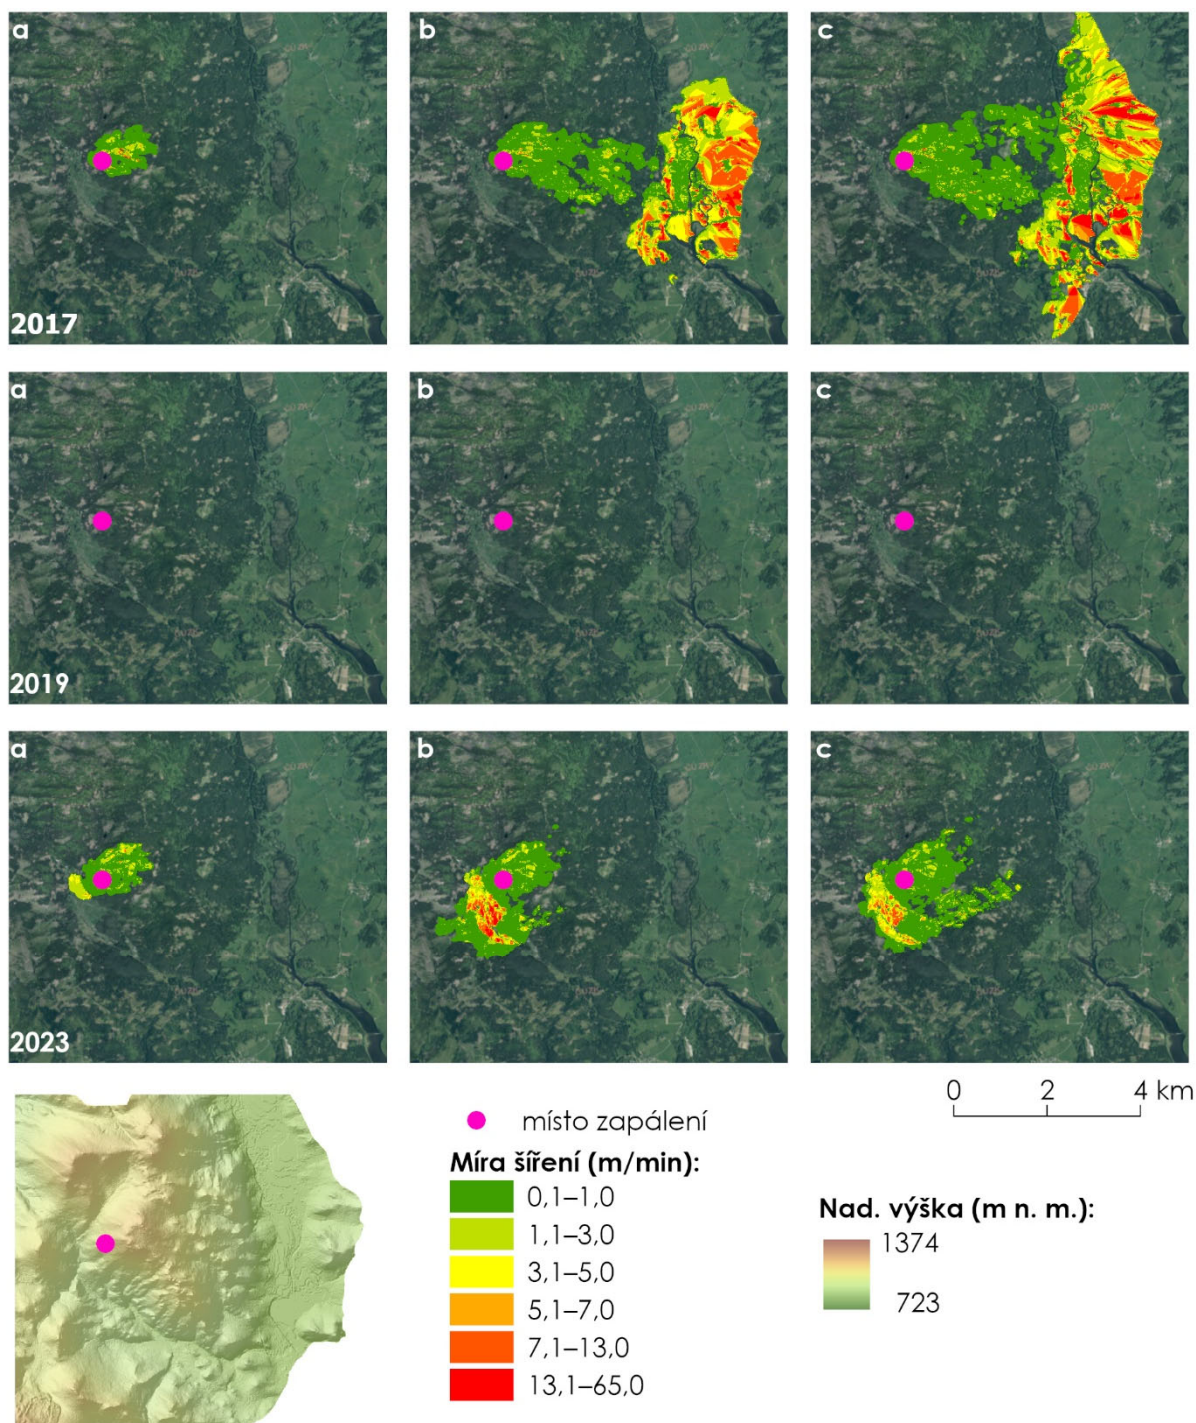 a b c
2017
a b c
2019
a b c
2023
0 2 4 km
místo zapálení
Míra šíření (m/min):
0,1–1,0
1,1–3,0
3,1–5,0
5,1–7,0
7,1–13,0
13,1–65,0
Nad. výška (m n. m.):
1374
723